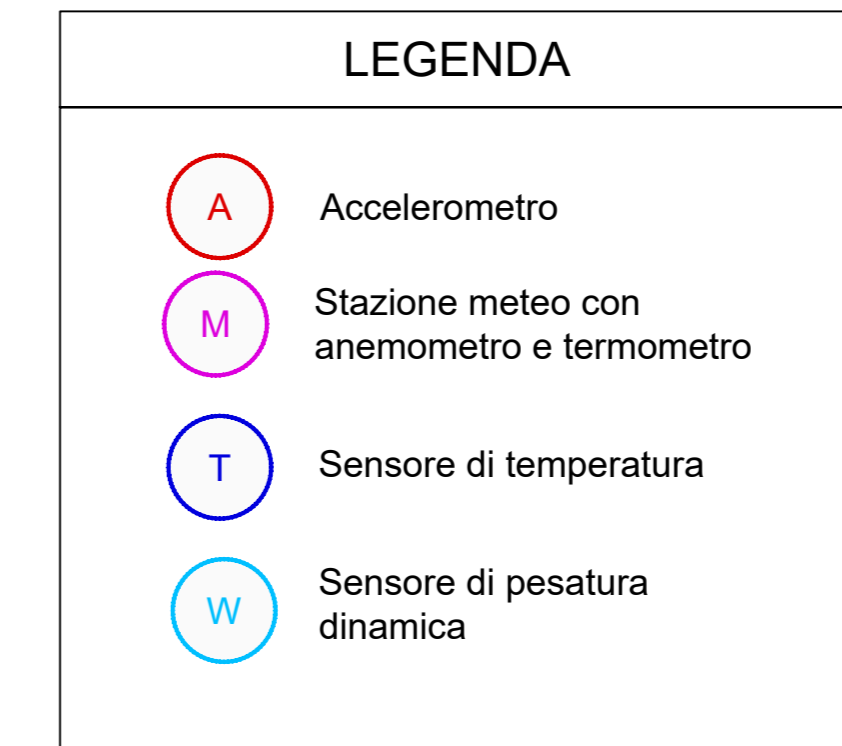 LEGENDA
A Accelerometro
M Stazione meteo con
anemometro e termometro
T Sensore di temperatura
W Sensore di pesatura
dinamica